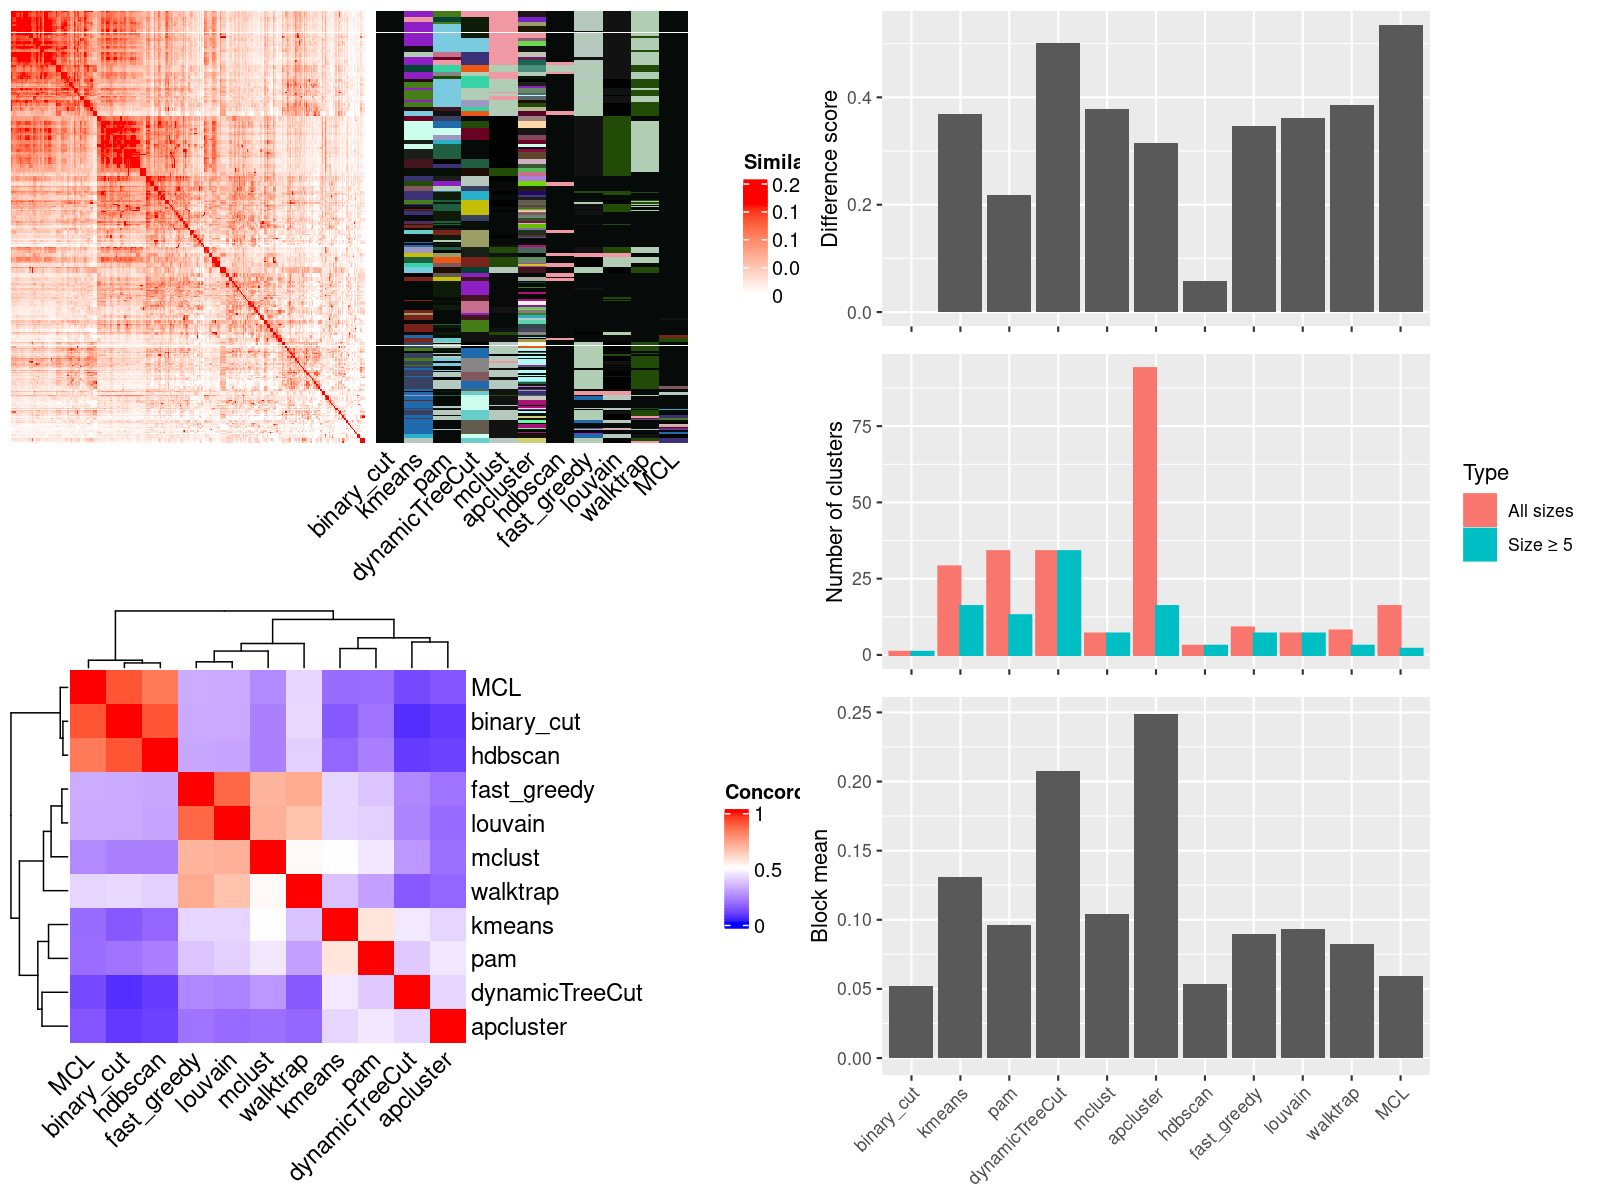 Simila
0.2
0.1
0.1
0.0
0
binary_cut
kmeans
pam
dynamicTreeCut
mclust
apcluster
hdbscan
fast_greedy
louvain
walktrap
MCL
MCL
binary_cut
hdbscan
fast_greedy
louvain
mclust
walktrap
kmeans
pam
dynamicTreeCut
apcluster
Concord
1
0.5
0
MCL
binary_cut
hdbscan
fast_greedy
louvain
mclust
walktrap
kmeans
pam
dynamicTreeCut
apcluster
Difference score
0.4
0.2
0.0
Number of clusters
75
50
25
0
Type
All sizes
Size ≥ 5
Block mean
0.25
0.20
0.15
0.10
0.05
0.00
binary_cut
kmeans
pam
dynamicTreeCut
mclust
apcluster
hdbscan
fast_greedy
louvain
walktrap
MCL